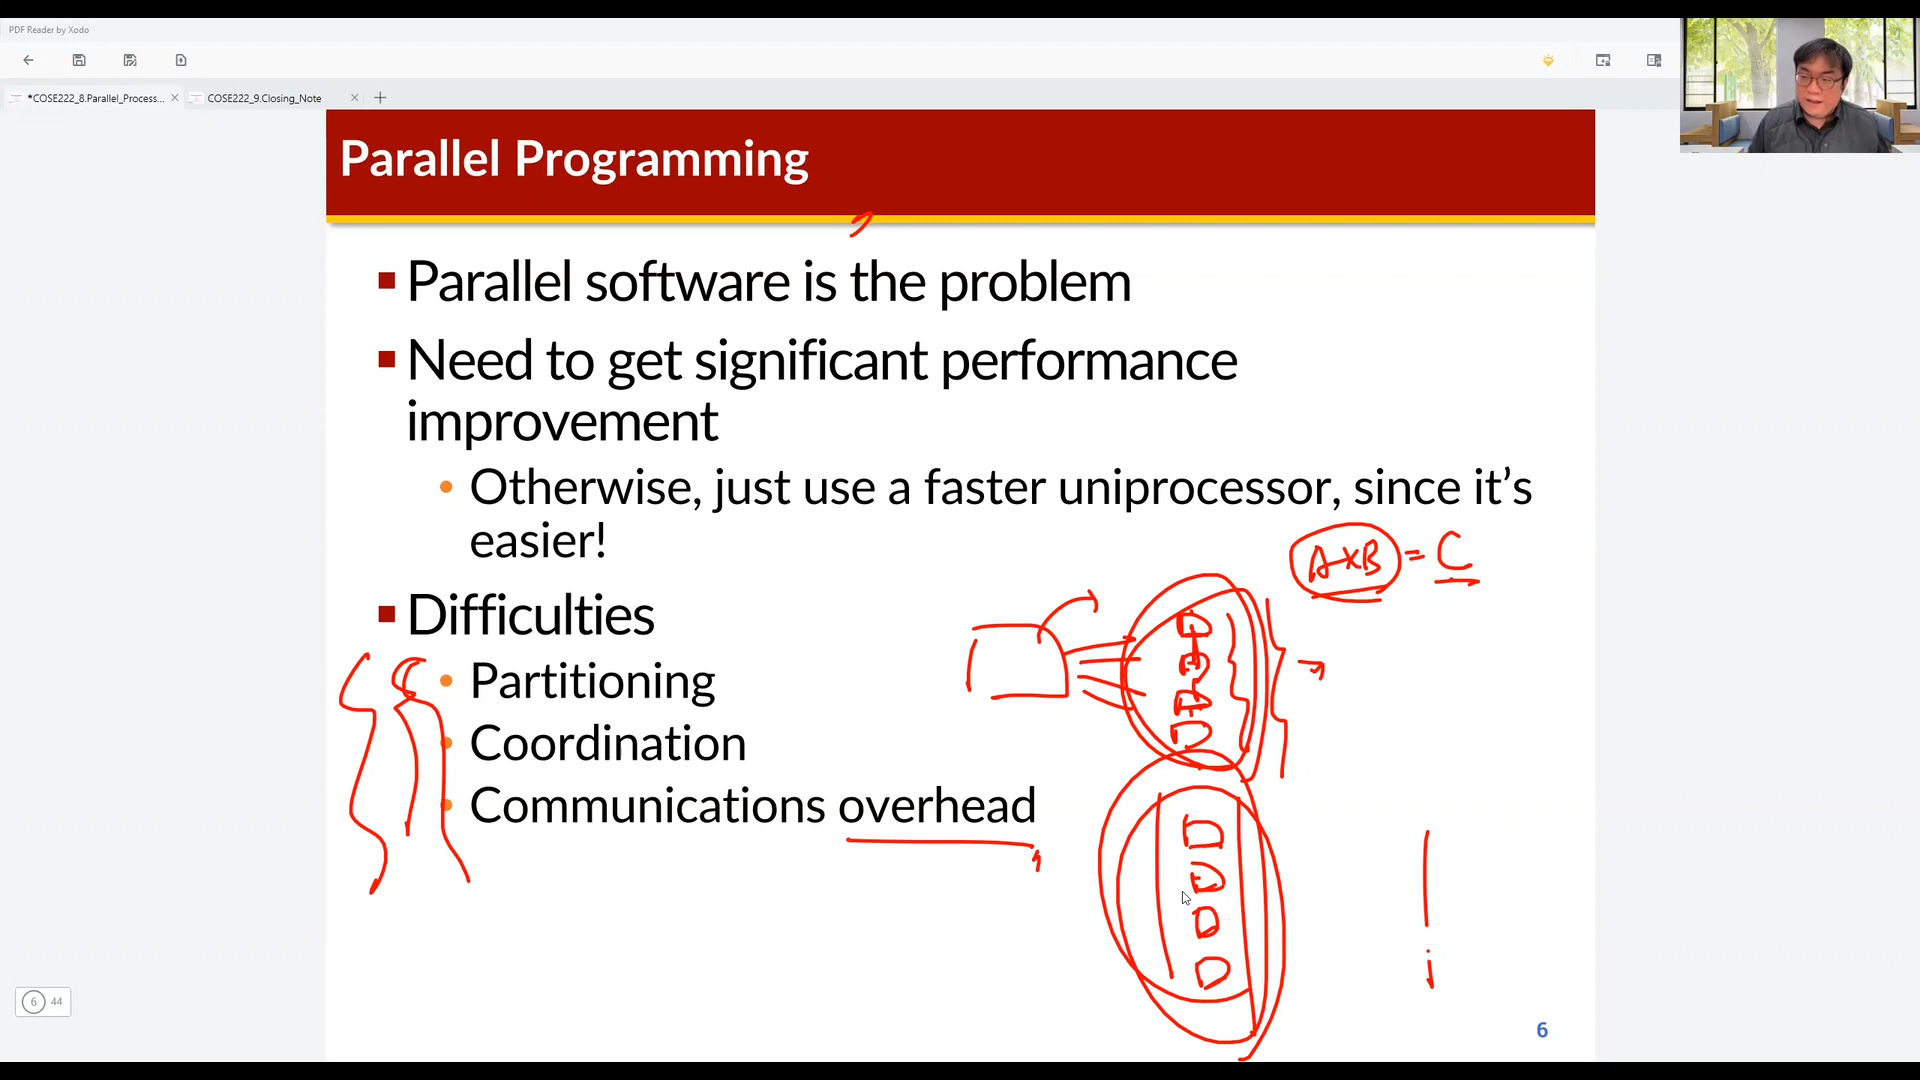 PDF Reader by Xodo
*COSE222_8.Parallel_Process...
COSE222_9.Closing_Note
Parallel Programming
Parallel software is the problem
Need to get significant performance
improvement
Otherwise, just use a faster uniprocessor, since it's
easier!
A×B = C
Difficulties
Partitioning
Coordination
Communications overhead
6 44
6